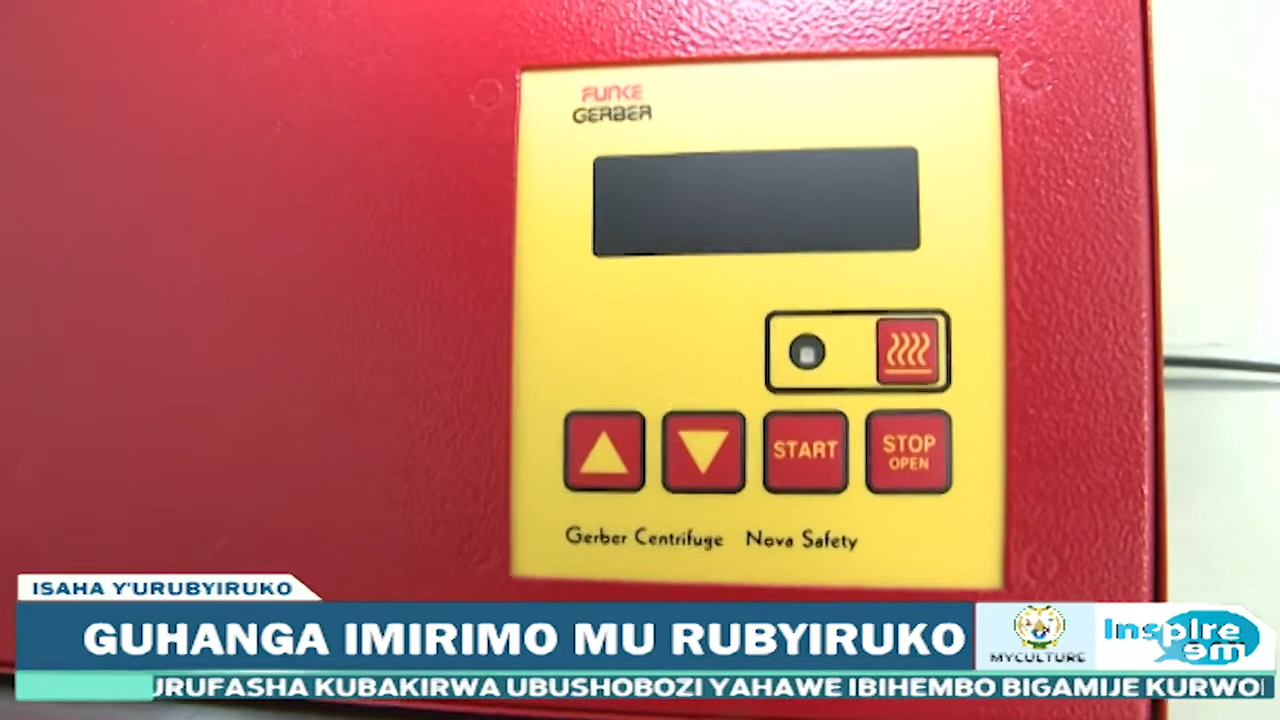 FUNKE
GERBER
START
STOP
OPEN
Gerber Centrifuge Nova Safety
ISAHA Y'URUBYIRUKO
GUHANGA IMIRIMO MU RUBYIRUKO
MYCULTURE
Inspire
me
URUFASHA KUBAKIRWA UBUSHOBOZI YAHAWE IBIHEMBO BIGAMIJE